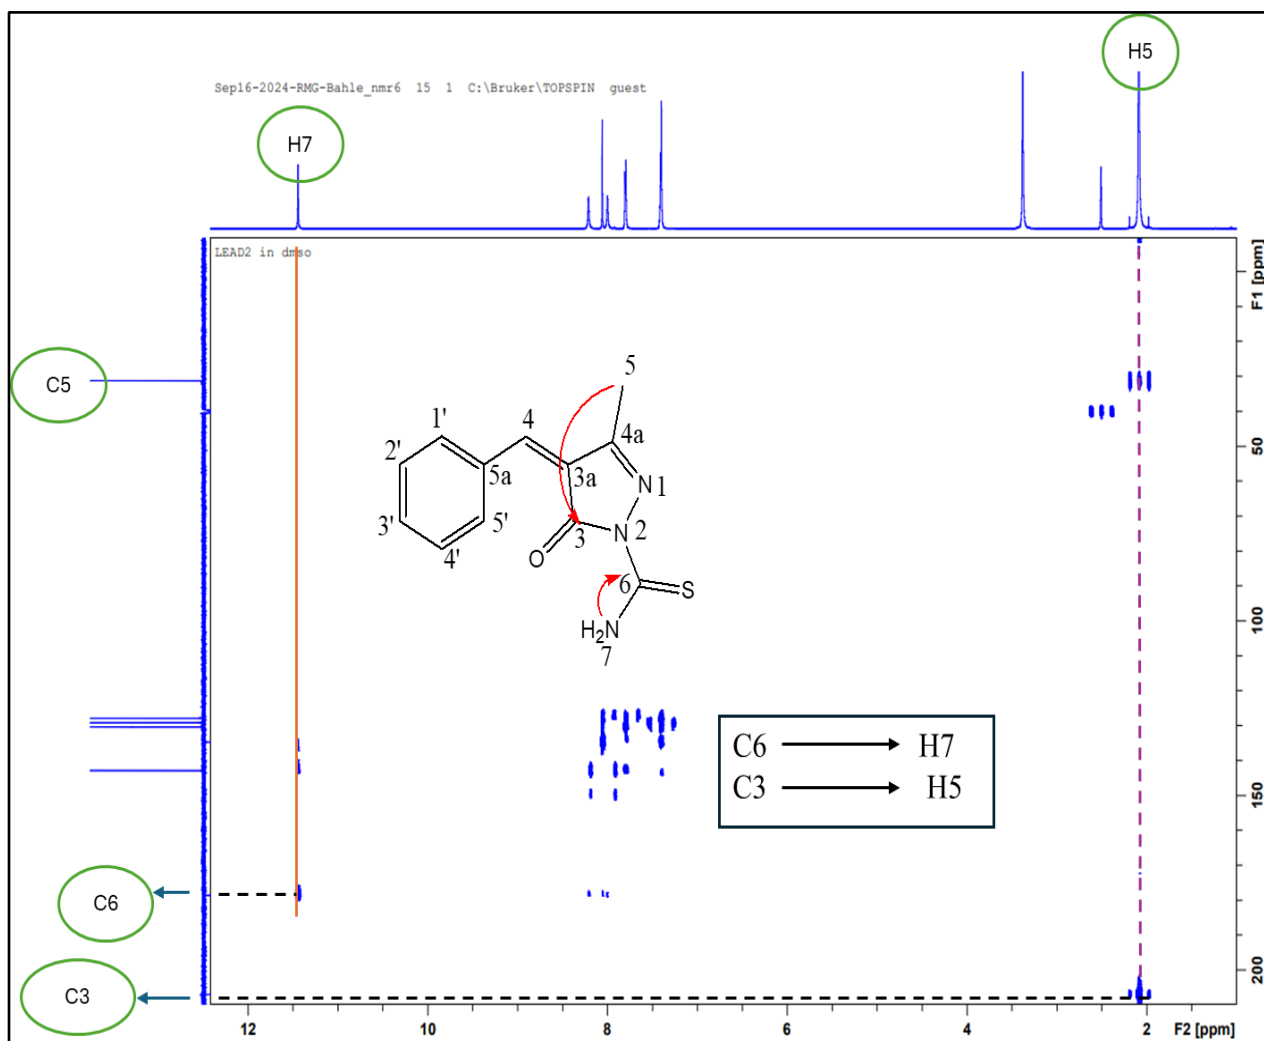 H5
Sep16-2024-RMG-Bahle_nmr6 15 1 C:\Bruker\TOPSPIN guest
H7
LEAD2 in dmso
F1 [ppm]
5
C5
1'
4
4a
2'
5a
3a
N
1
50
3'
5'
3
N
2
4'
O
6
S
H₂N
7
100
C6
H7
C3
H5
150
C6
C3
200
12
10
8
6
4
2
F2 [ppm]